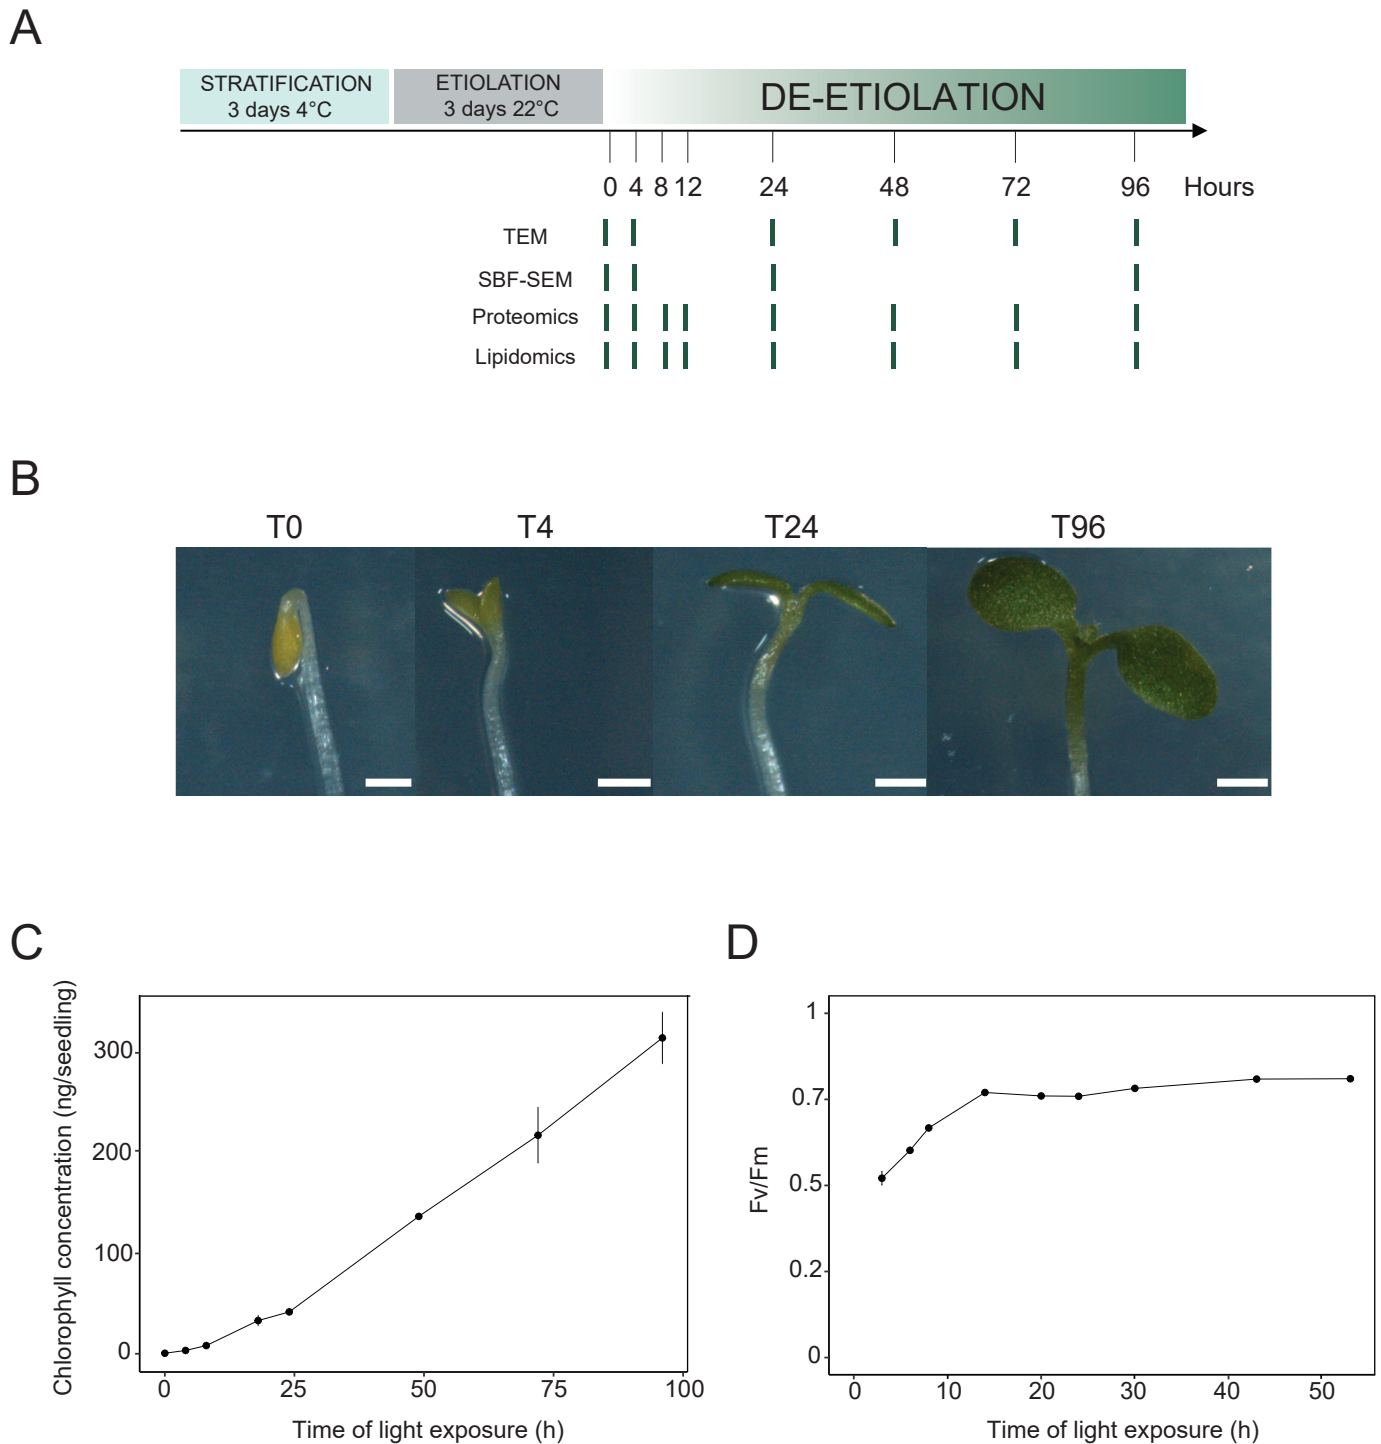 A
STRATIFICATION
3 days 4°C
ETIOLATION
3 days 22°C
DE-ETIOLATION
0 4 8 12 24 48 72 96 Hours
TEM
SBF-SEM
Proteomics
Lipidomics
B
T0 T4 T24 T96
C
Chlorophyll concentration (ng/seedling)
300
200
100
0
0 25 50 75 100
Time of light exposure (h)
D
Fv/Fm
1
0.7
0.5
0.2
0
0 10 20 30 40 50
Time of light exposure (h)